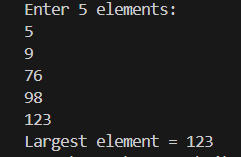 Enter 5 elements:
5
9
76
98
123
Largest element = 123